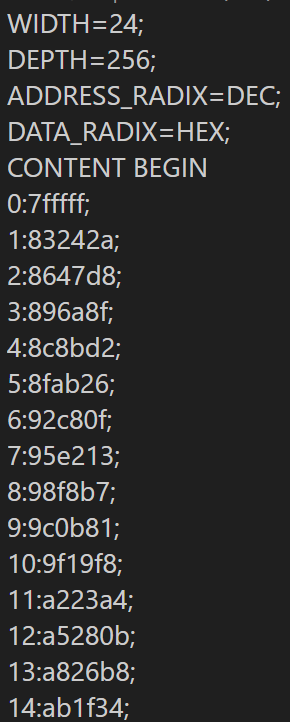 WIDTH=24;
DEPTH=256;
ADDRESS_RADIX=DEC;
DATA_RADIX=HEX;
CONTENT BEGIN
0:7fffff;
1:83242a;
2:8647d8;
3:896a8f;
4:8c8bd2;
5:8fab26;
6:92c80f;
7:95e213;
8:98f8b7;
9:9c0b81;
10:9f19f8;
11:a223a4;
12:a5280b;
13:a826b8;
14:ab1f34;